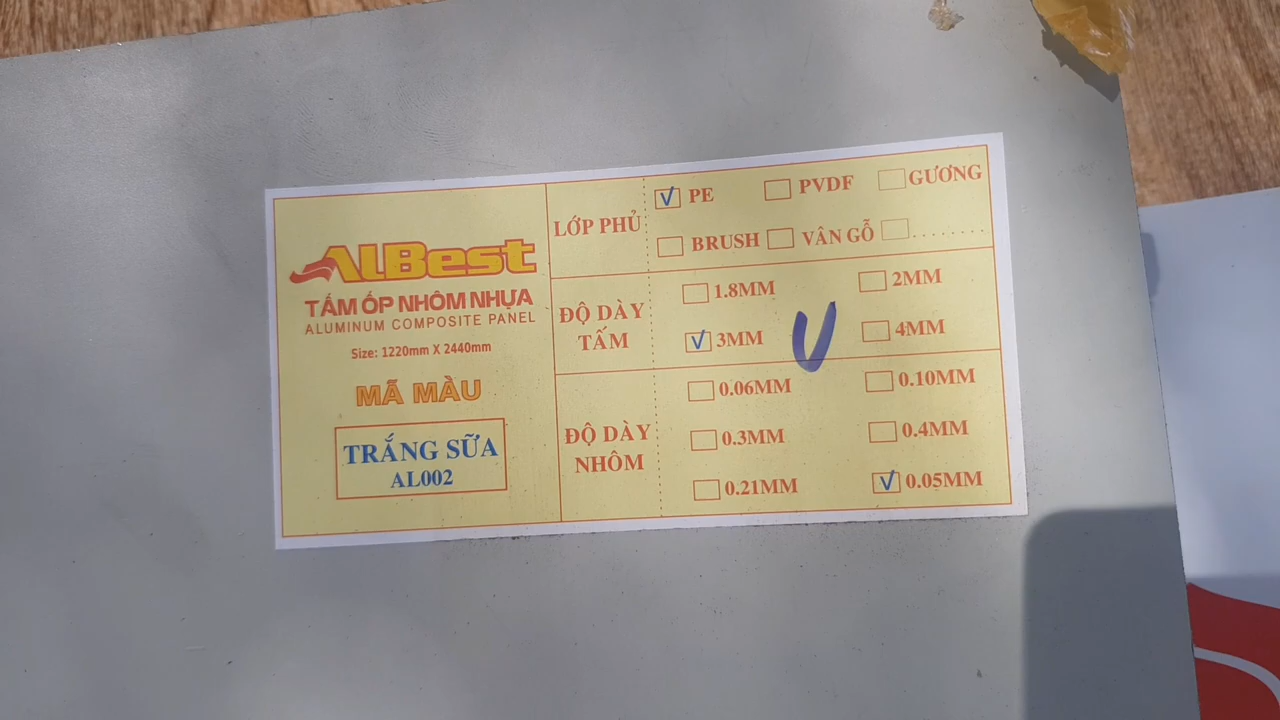 ALBest
TẤM ỐP NHÔM NHỰA
ALUMINUM COMPOSITE PANEL
Size: 1220mm X 2440mm
MÃ MÀU
TRẮNG SỮA
AL002
LỚP PHỦ
PE PVDF GƯƠNG
BRUSH VÂN GỖ ........
ĐỘ DÀY
TẤM
1.8MM 2MM
3MM 4MM
ĐỘ DÀY
NHÔM
0.06MM 0.10MM
0.3MM 0.4MM
0.21MM 0.05MM